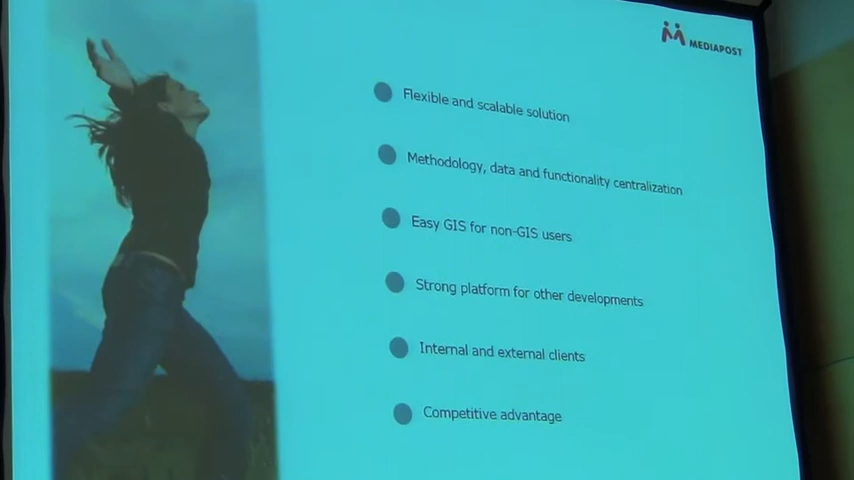 MEDIAPOST
Flexible and scalable solution
Methodology, data and functionality centralization
Easy GIS for non-GIS users
Strong platform for other developments
Internal and external clients
Competitive advantage